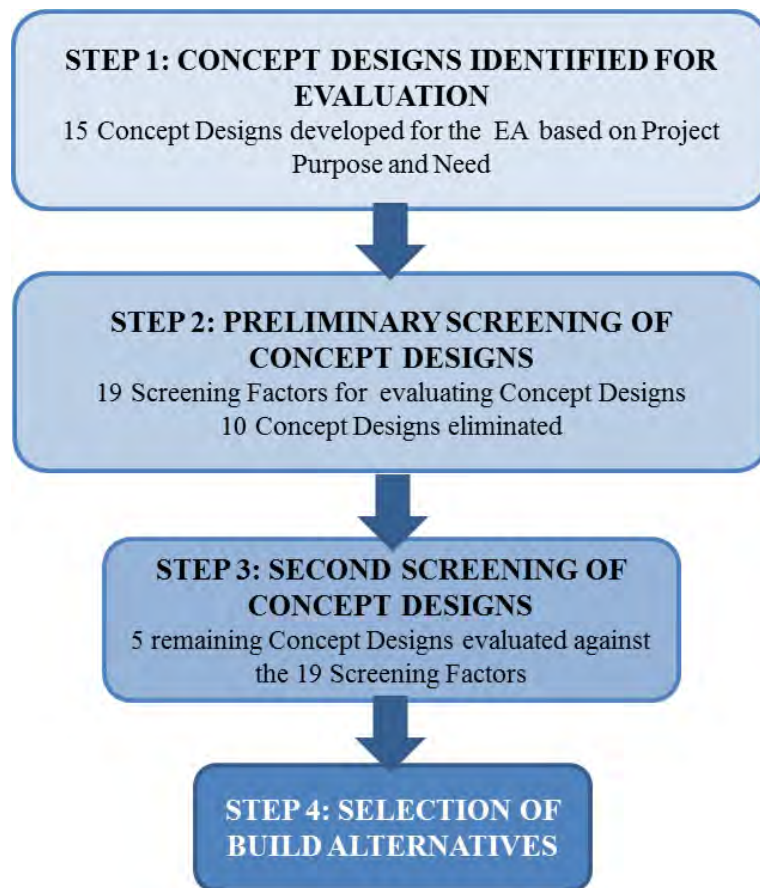 STEP 1: CONCEPT DESIGNS IDENTIFIED FOR
EVALUATION
15 Concept Designs developed for the EA based on Project
Purpose and Need
STEP 2: PRELIMINARY SCREENING OF
CONCEPT DESIGNS
19 Screening Factors for evaluating Concept Designs
10 Concept Designs eliminated
STEP 3: SECOND SCREENING OF
CONCEPT DESIGNS
5 remaining Concept Designs evaluated against
the 19 Screening Factors
STEP 4: SELECTION OF
BUILD ALTERNATIVES